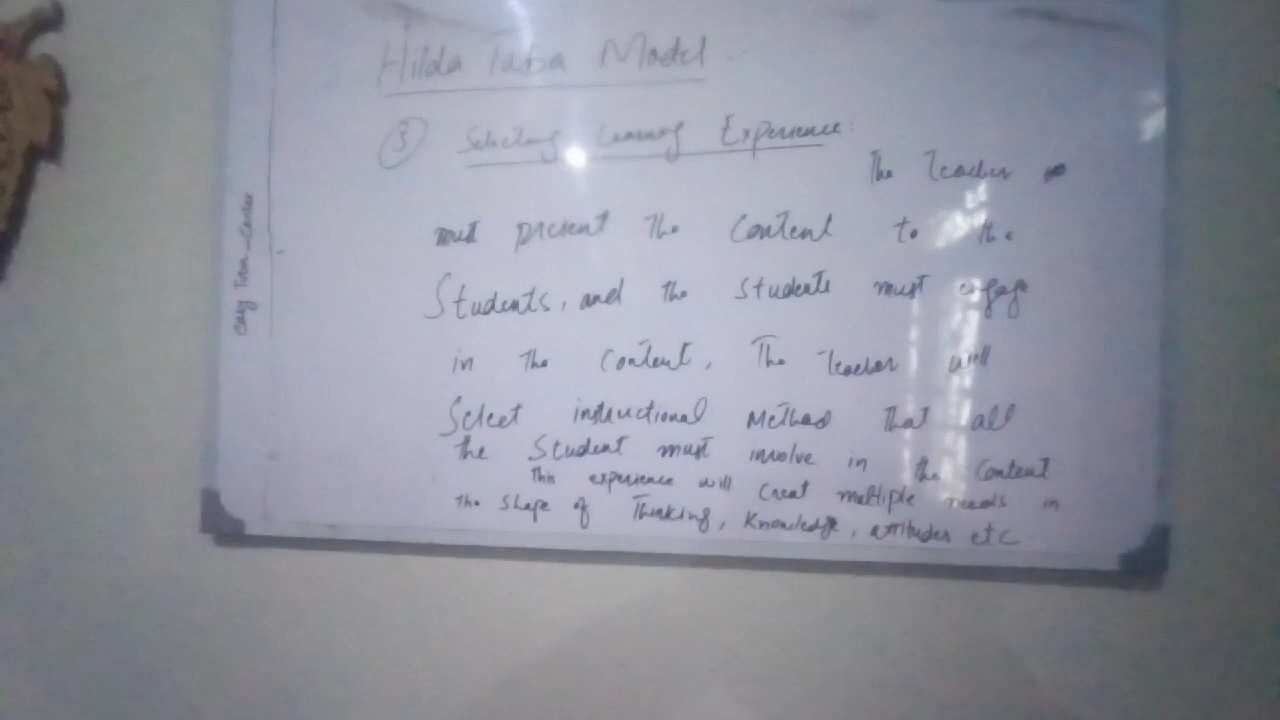 Hilda Taba Model
③ Selecting Learning Experience:
The Teacher
must present The Content to the
Students, and the students must engage
in The Content, The Teacher will
Select instructional Method That all
the Student must involve in the Content
This experience will Creat multiple needs in
The Shape of Thinking, Knowledge, attitudes etc